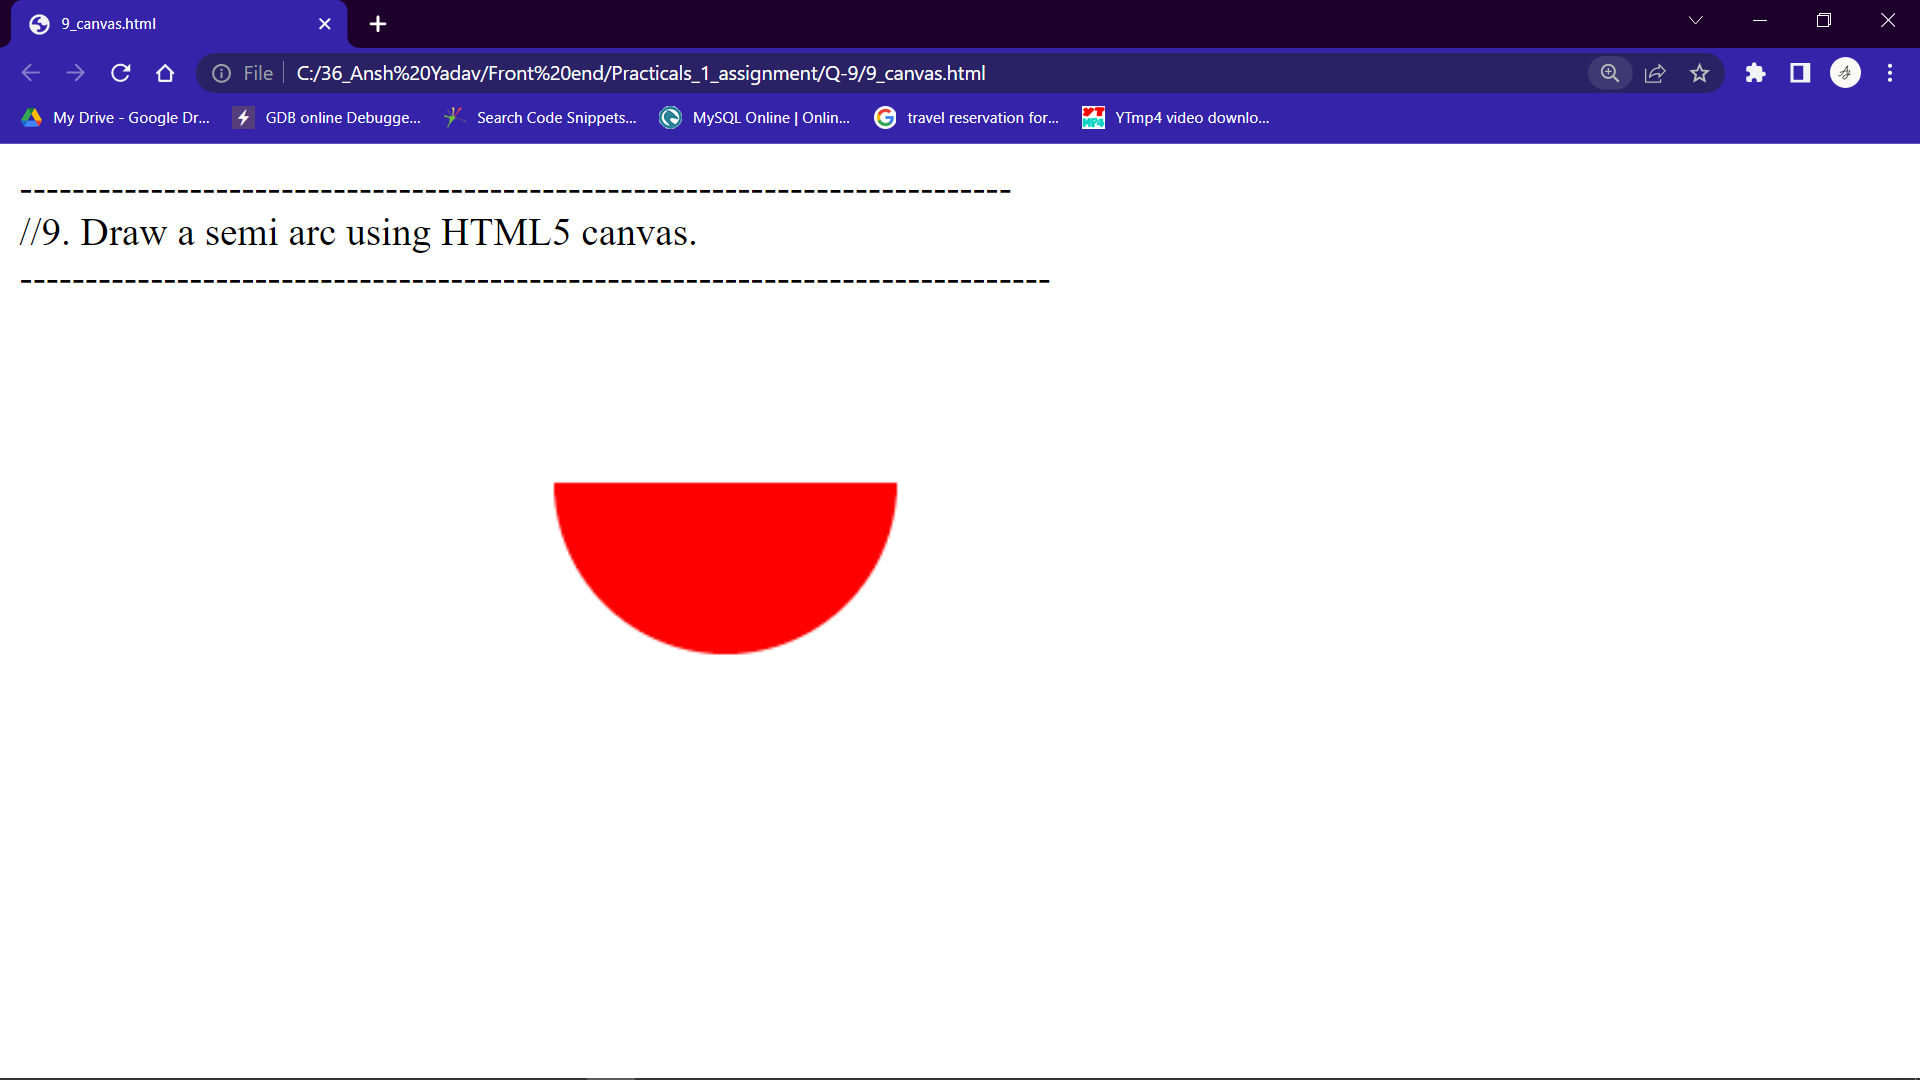 9_canvas.html
File C:/36_Ansh%20Yadav/Front%20end/Practicals_1_assignment/Q-9/9_canvas.html
My Drive - Google Dr... GDB online Debugge... Search Code Snippets... MySQL Online | Onlin... travel reservation for... YTmp4 video downlo...
----------------------------------------------------------------------------
//9. Draw a semi arc using HTML5 canvas.
-------------------------------------------------------------------------------